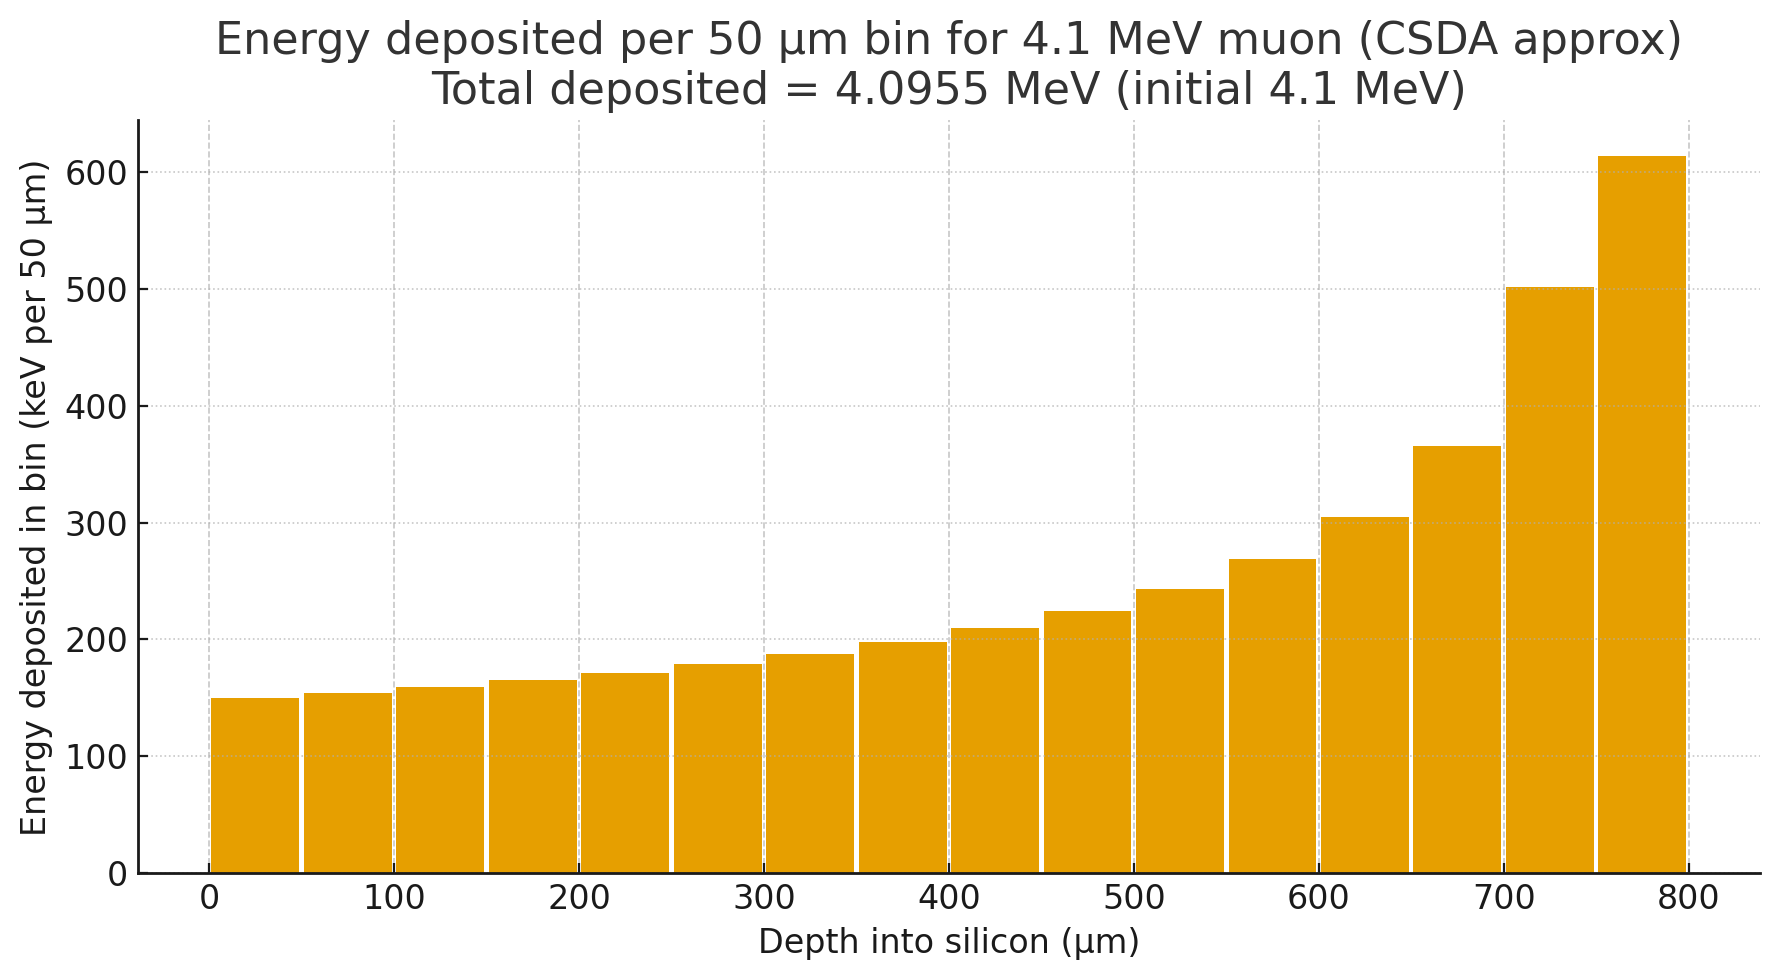 Energy deposited per 50 μm bin for 4.1 MeV muon (CSDA approx)
Total deposited = 4.0955 MeV (initial 4.1 MeV)
Energy deposited in bin (keV per 50 μm)
600
500
400
300
200
100
0
0 100 200 300 400 500 600 700 800
Depth into silicon (μm)